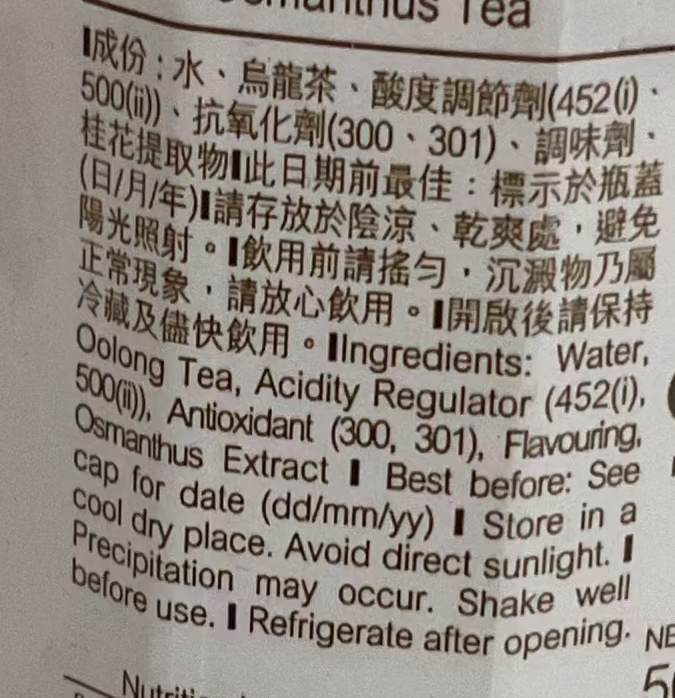 Osmanthus Tea
▌成份:水、烏龍茶、酸度調節劑(452(i)、
500(ii))、抗氧化劑(300、301)、調味劑、
桂花提取物▌此日期前最佳:標示於瓶蓋
(日/月/年)▌請存放於陰涼、乾爽處,避免
陽光照射。▌飲用前請搖勻,沉澱物乃屬
正常現象,請放心飲用。▌開啟後請保持
冷藏及儘快飲用。▌Ingredients: Water,
Oolong Tea, Acidity Regulator (452(i),
500(ii)), Antioxidant (300, 301), Flavouring,
Osmanthus Extract ▌ Best before: See
cap for date (dd/mm/yy) ▌ Store in a
cool dry place. Avoid direct sunlight. ▌
Precipitation may occur. Shake well
before use. ▌ Refrigerate after opening.